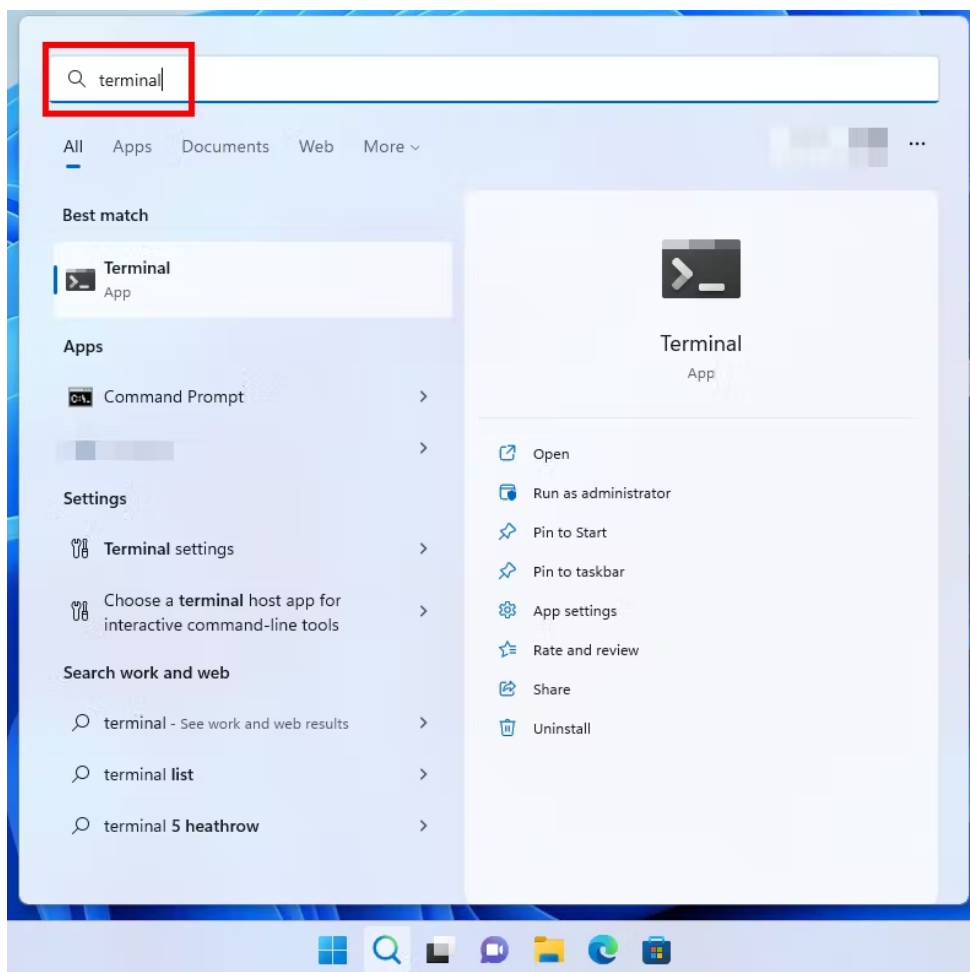 terminal
All Apps Documents Web More
Best match
Terminal
App
Apps
Command Prompt
Settings
Terminal settings
Choose a terminal host app for
interactive command-line tools
Search work and web
terminal - See work and web results
terminal list
terminal 5 heathrow
Terminal
App
Open
Run as administrator
Pin to Start
Pin to taskbar
App settings
Rate and review
Share
Uninstall